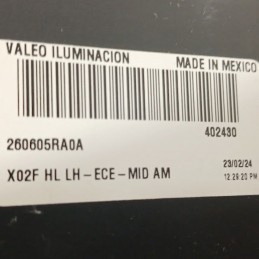 VALEO ILUMINACION MADE IN MEXICO
402430
260605RA0A
23/02/24
X02F HL LH-ECE-MID AM 12:29:20 PM